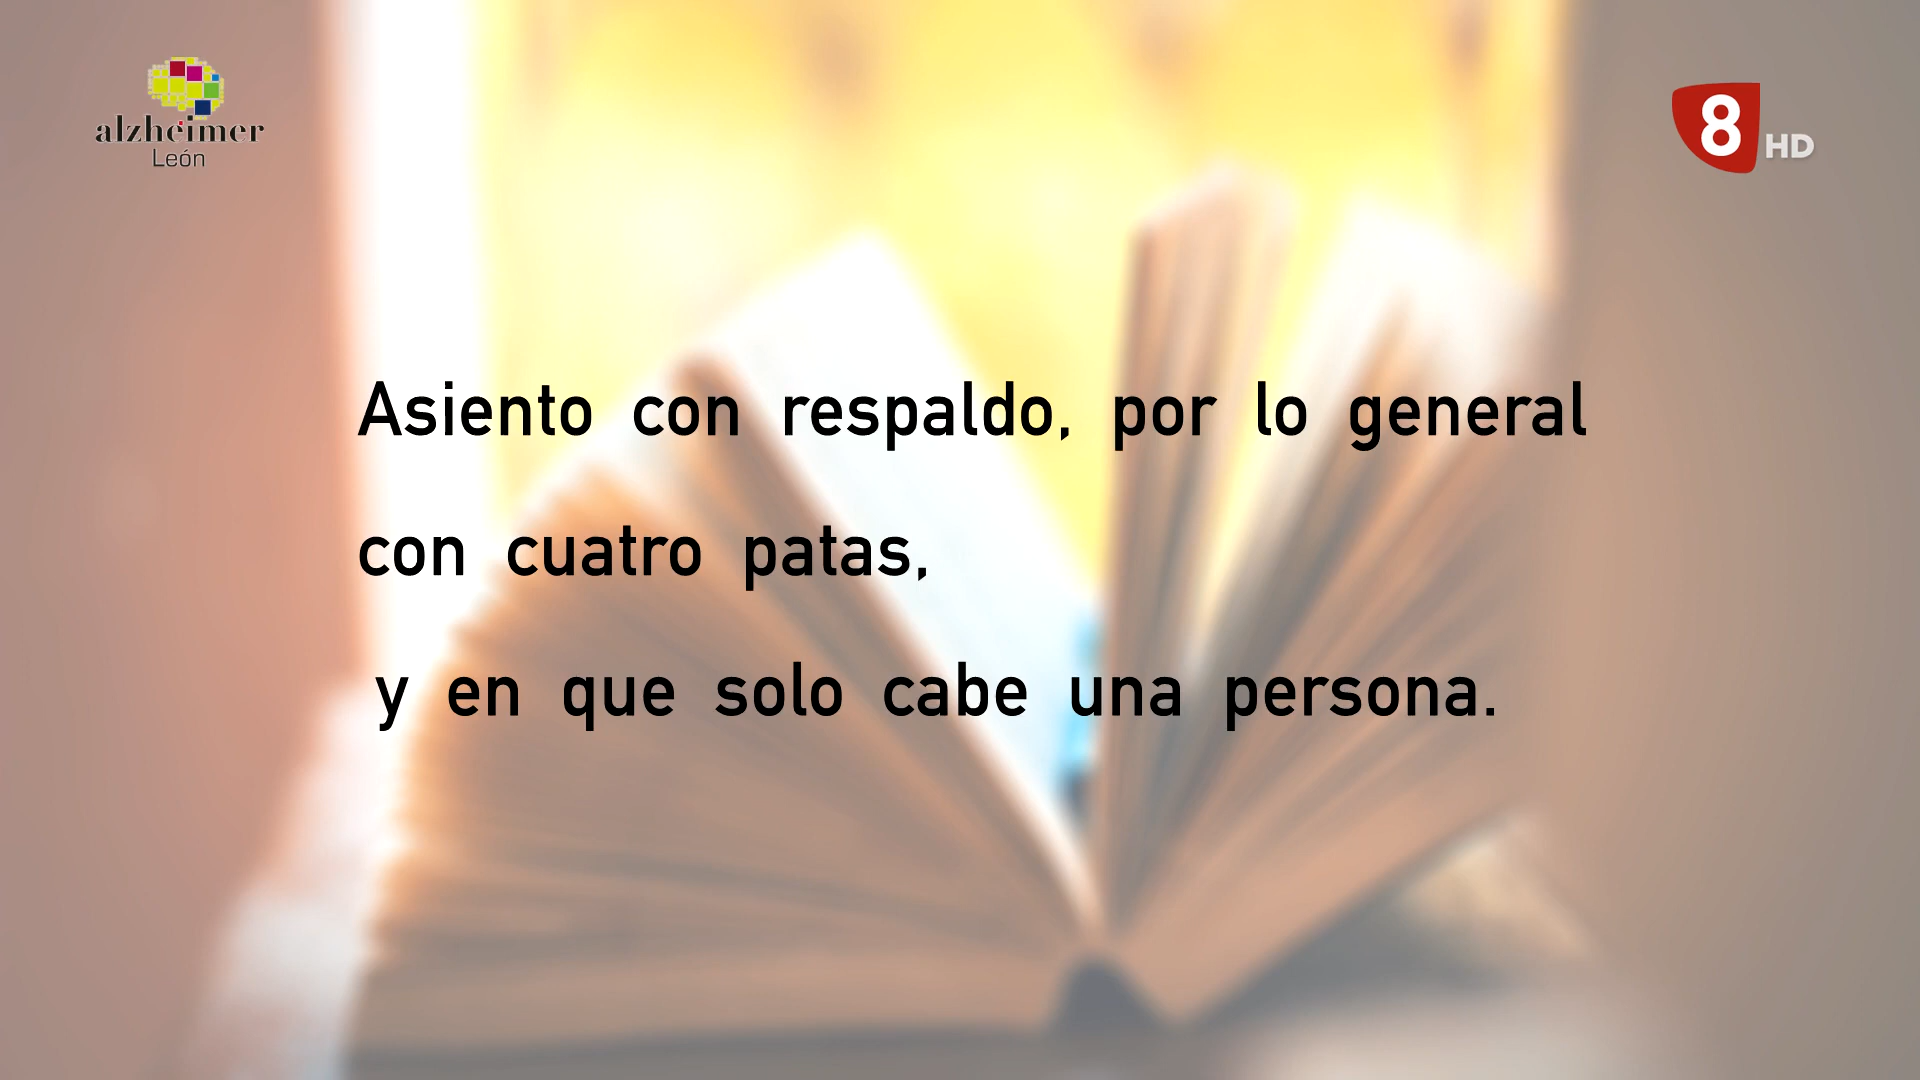 alzheimer
León
8 HD
Asiento con respaldo, por lo general
con cuatro patas,
y en que solo cabe una persona.